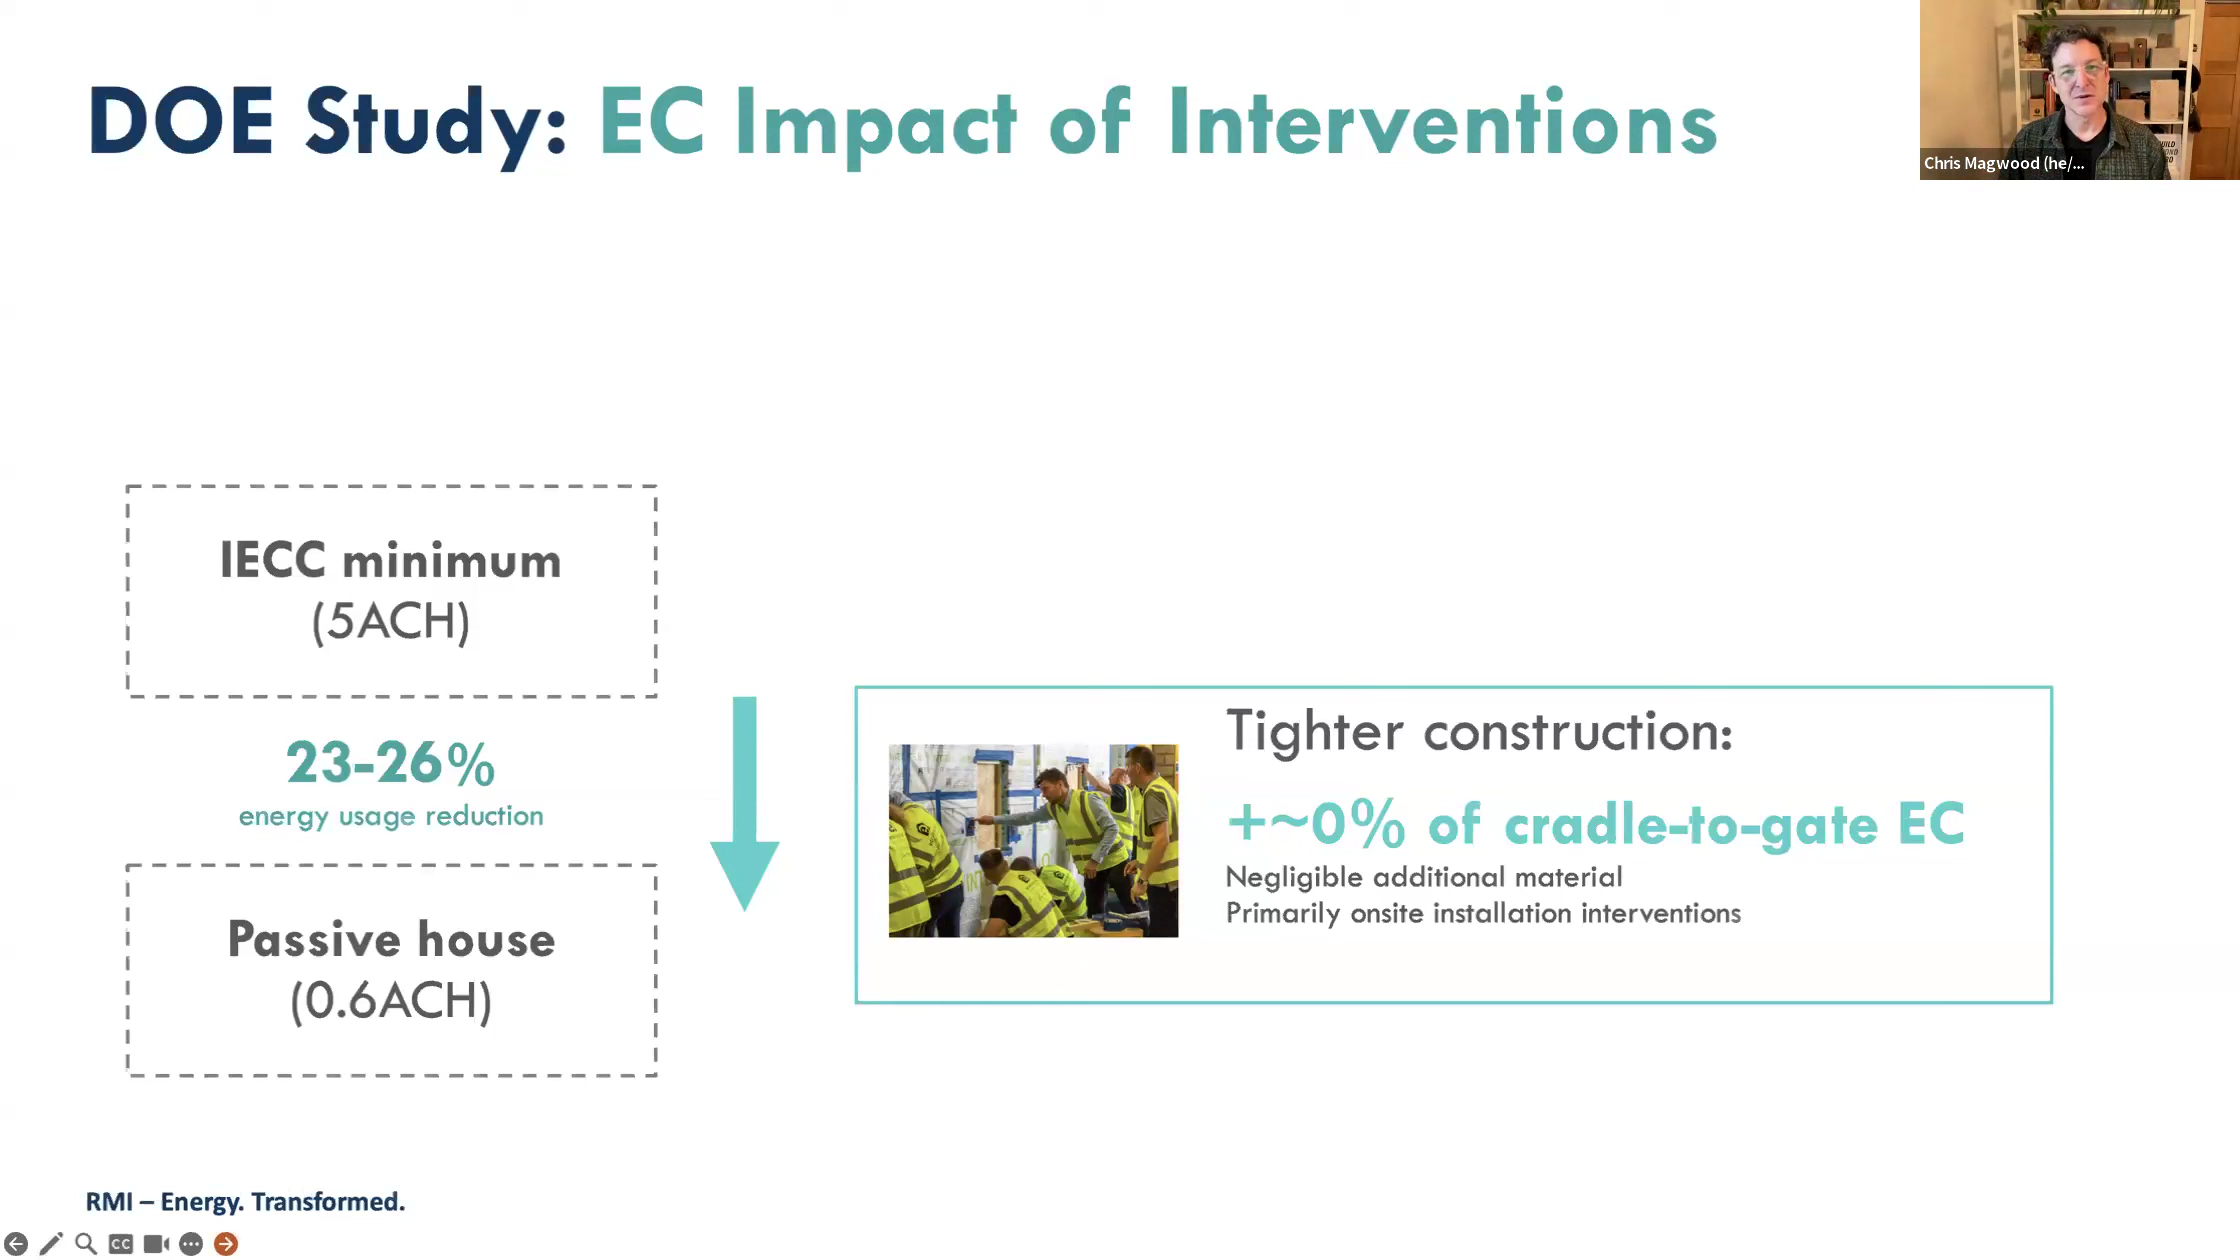 DOE Study: EC Impact of Interventions
Chris Magwood (he/...
IECC minimum
(5ACH)
23-26%
energy usage reduction
Passive house
(0.6ACH)
Tighter construction:
+~0% of cradle-to-gate EC
Negligible additional material
Primarily onsite installation interventions
RMI – Energy. Transformed.
CC